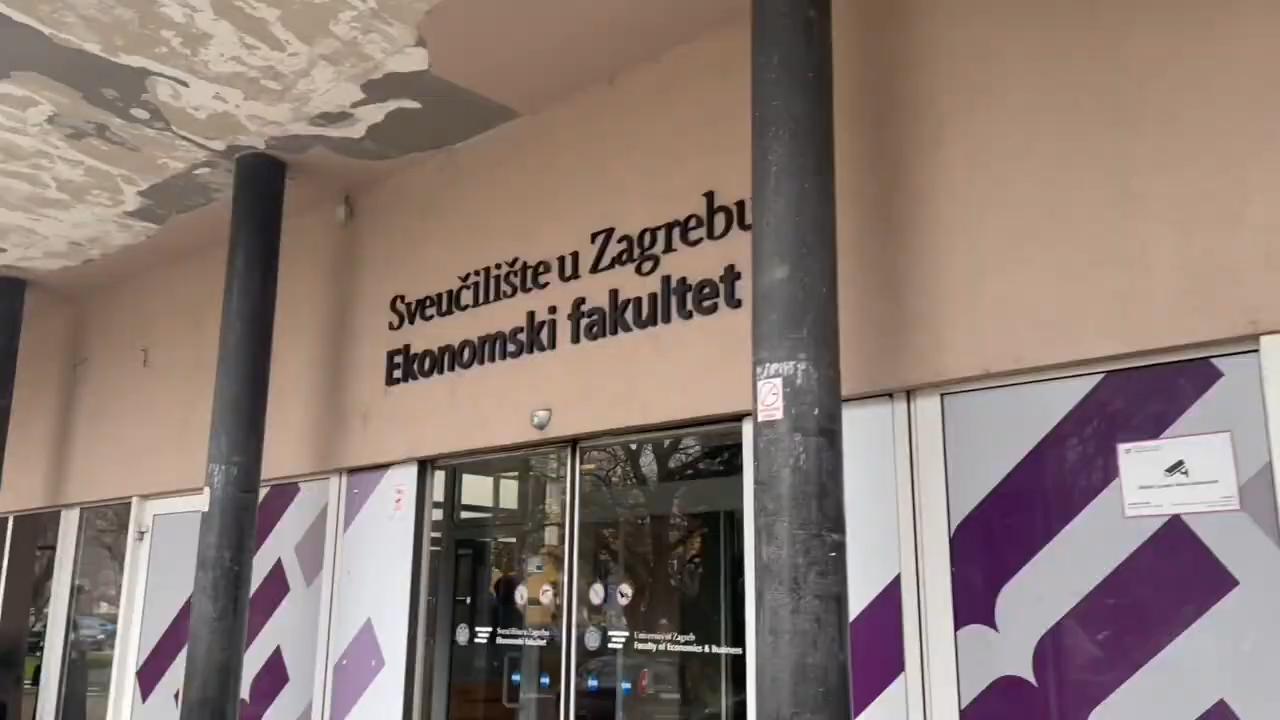 Sveučilište u Zagrebu
Ekonomski fakultet
Sveučilište u Zagrebu
Ekonomski fakultet
University of Zagreb
Faculty of Economics & Business